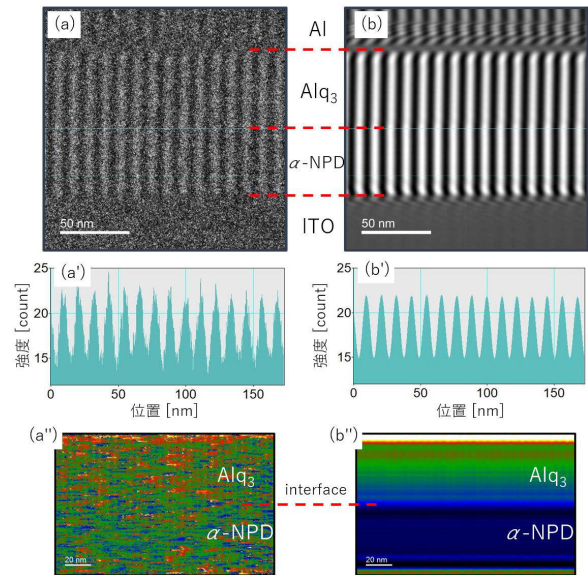 (a)
Al
(b)
Alq₃
α-NPD
50 nm
ITO
50 nm
(a')
25
20
15
強度 [count]
0
50
100
150
位置 [nm]
(b')
25
20
15
強度 [count]
0
50
100
150
位置 [nm]
(a'')
Alq₃
α-NPD
20 nm
interface
(b'')
Alq₃
α-NPD
20 nm